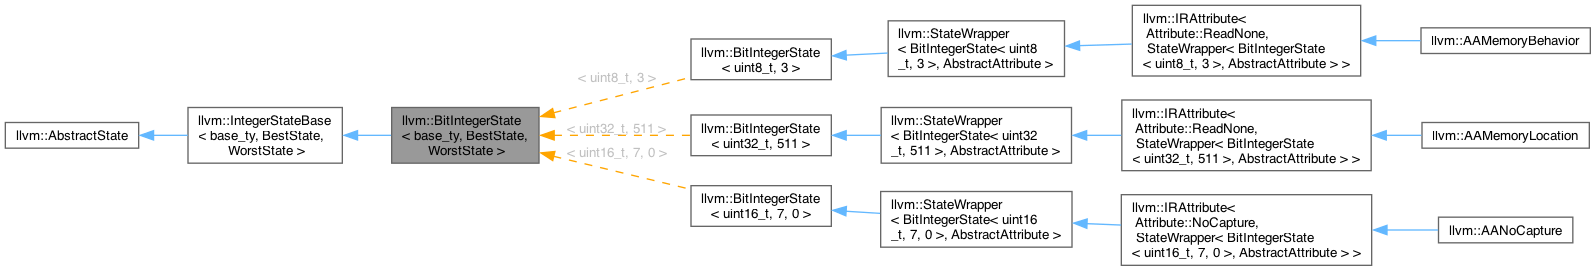 llvm::AbstractState
llvm::IntegerStateBase
< base_ty, BestState,
WorstState >
llvm::BitIntegerState
< base_ty, BestState,
WorstState >
< uint8_t, 3 >
< uint32_t, 511 >
< uint16_t, 7, 0 >
llvm::BitIntegerState
< uint8_t, 3 >
llvm::StateWrapper
< BitIntegerState< uint8
_t, 3 >, AbstractAttribute >
llvm::IRAttribute<
Attribute::ReadNone,
StateWrapper< BitIntegerState
< uint8_t, 3 >, AbstractAttribute > >
llvm::AAMemoryBehavior
llvm::BitIntegerState
< uint32_t, 511 >
llvm::StateWrapper
< BitIntegerState< uint32
_t, 511 >, AbstractAttribute >
llvm::IRAttribute<
Attribute::ReadNone,
StateWrapper< BitIntegerState
< uint32_t, 511 >, AbstractAttribute > >
llvm::AAMemoryLocation
llvm::BitIntegerState
< uint16_t, 7, 0 >
llvm::StateWrapper
< BitIntegerState< uint16
_t, 7, 0 >, AbstractAttribute >
llvm::IRAttribute<
Attribute::NoCapture,
StateWrapper< BitIntegerState
< uint16_t, 7, 0 >, AbstractAttribute > >
llvm::AANoCapture